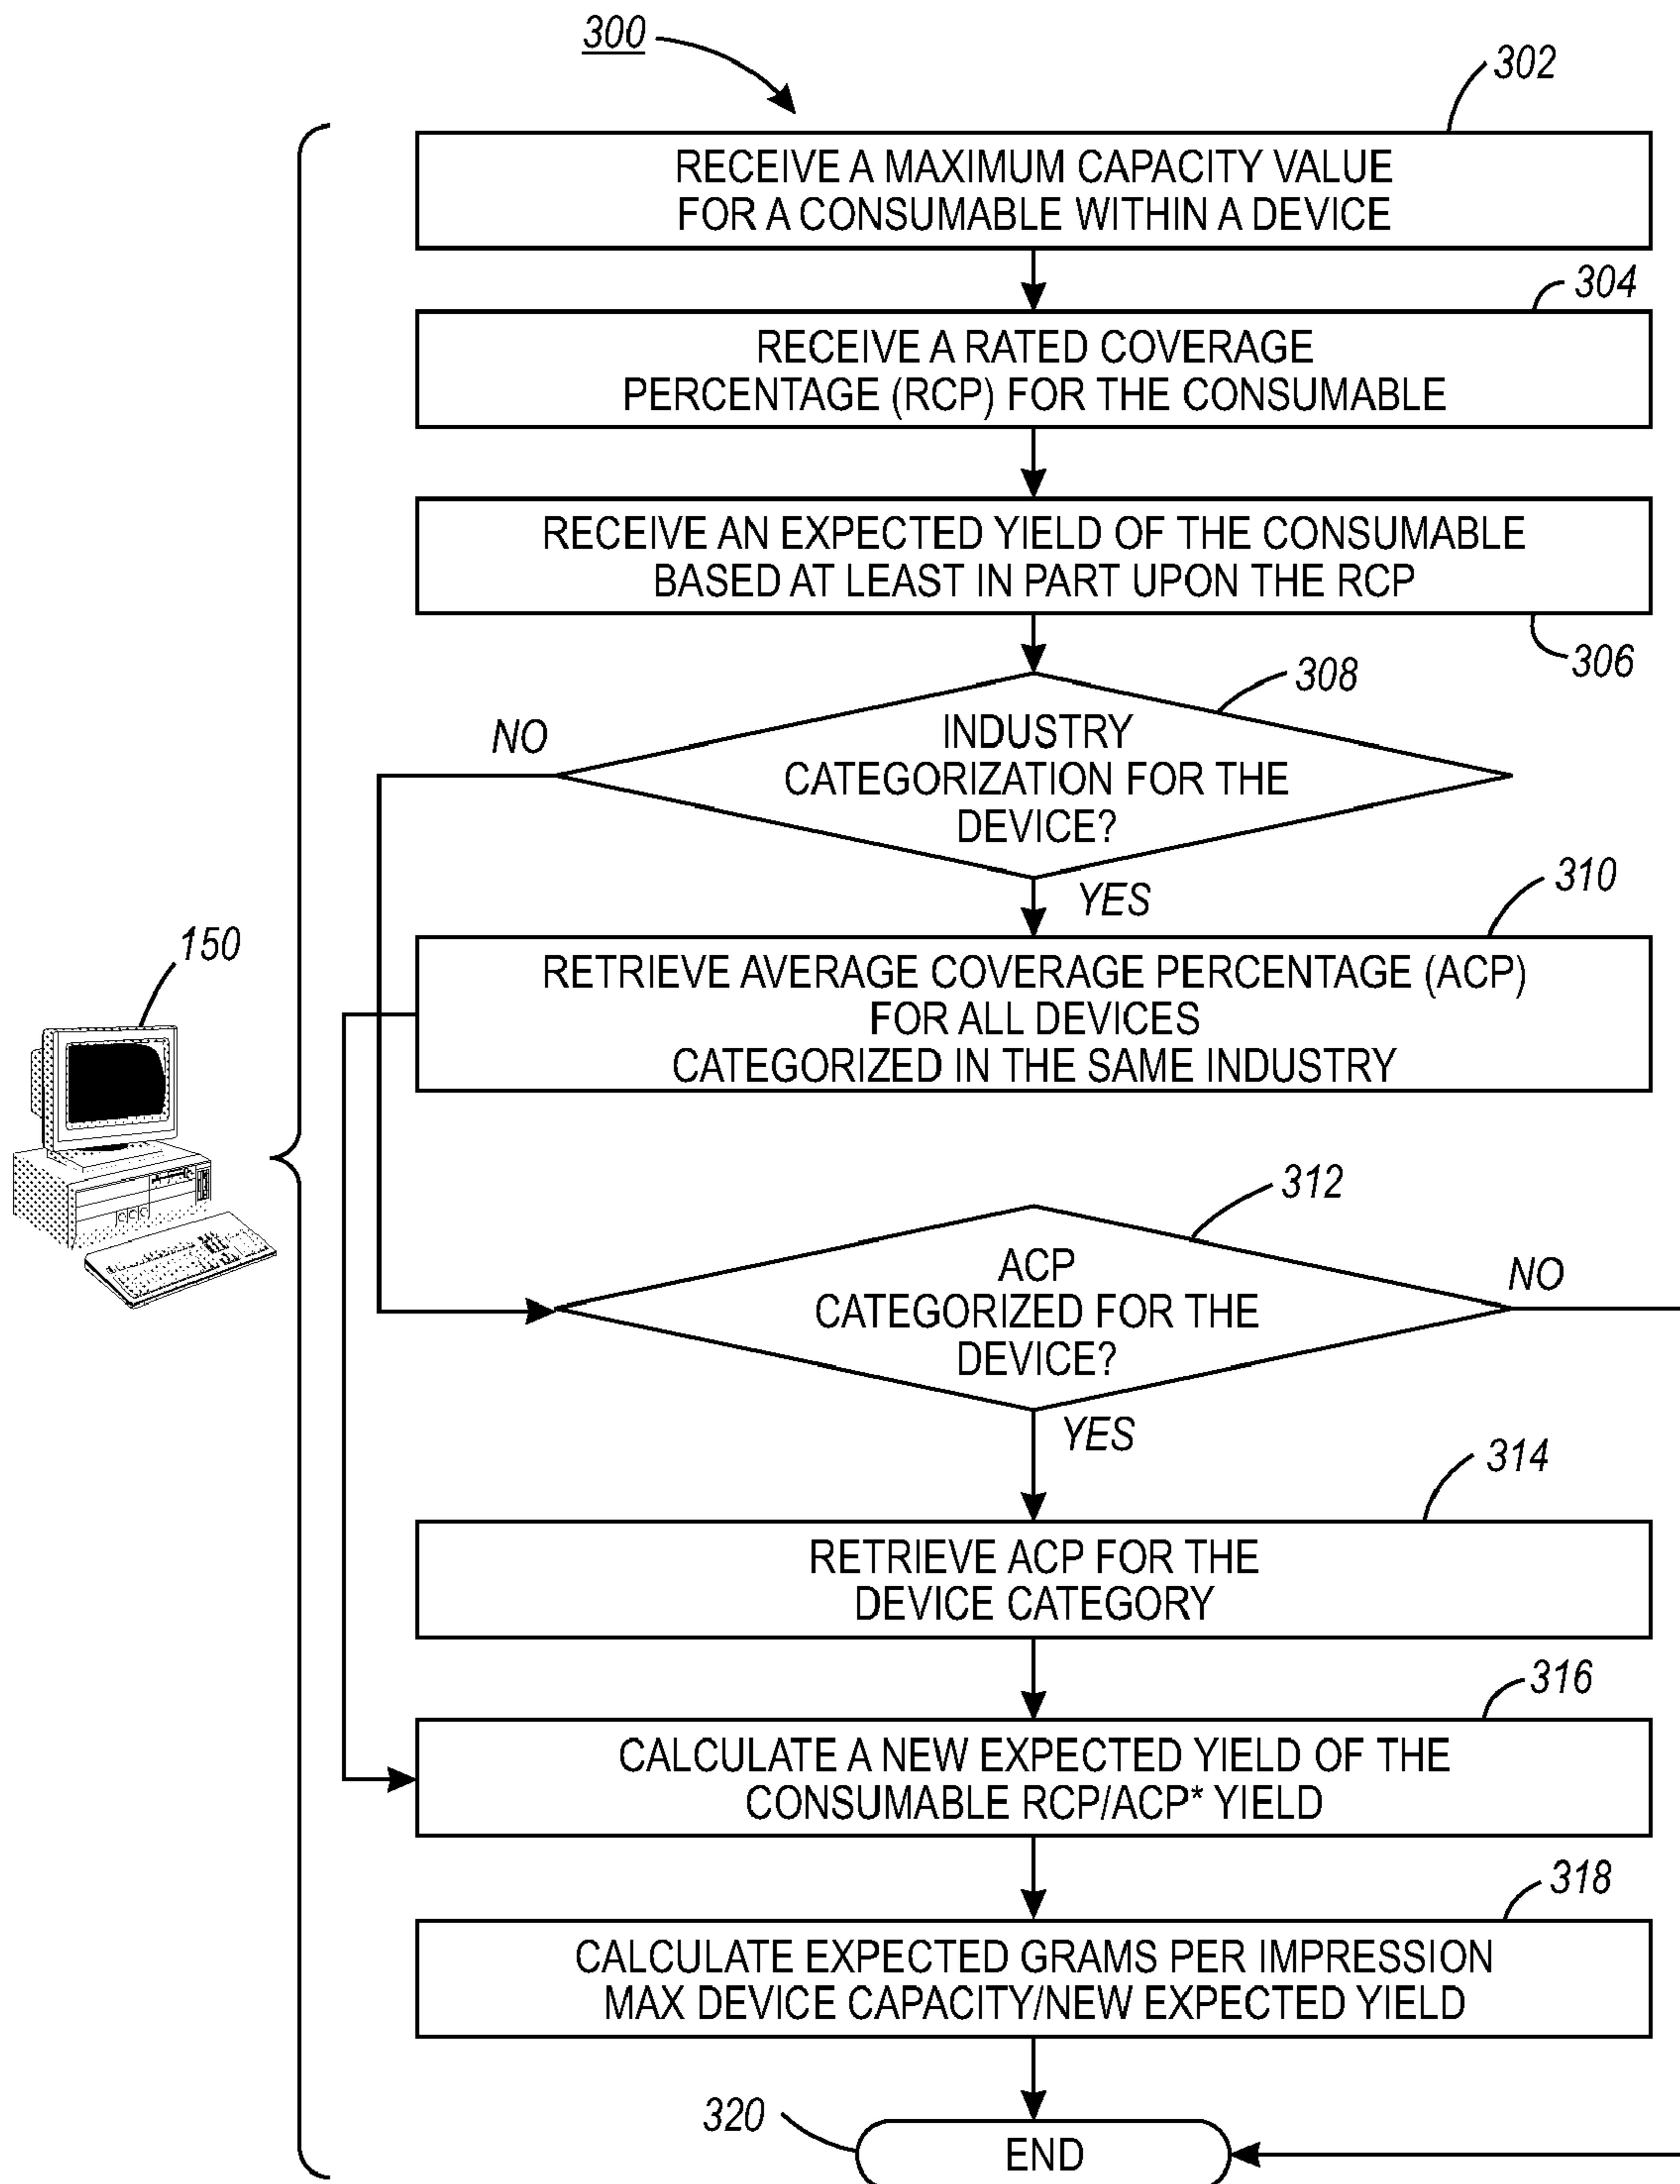 300
302
RECEIVE A MAXIMUM CAPACITY VALUE
FOR A CONSUMABLE WITHIN A DEVICE
304
RECEIVE A RATED COVERAGE
PERCENTAGE (RCP) FOR THE CONSUMABLE
RECEIVE AN EXPECTED YIELD OF THE CONSUMABLE
BASED AT LEAST IN PART UPON THE RCP
306
308
NO
INDUSTRY
CATEGORIZATION FOR THE
DEVICE?
YES
310
RETRIEVE AVERAGE COVERAGE PERCENTAGE (ACP)
FOR ALL DEVICES
CATEGORIZED IN THE SAME INDUSTRY
150
312
ACP
CATEGORIZED FOR THE
DEVICE?
NO
YES
314
RETRIEVE ACP FOR THE
DEVICE CATEGORY
316
CALCULATE A NEW EXPECTED YIELD OF THE
CONSUMABLE RCP/ACP* YIELD
318
CALCULATE EXPECTED GRAMS PER IMPRESSION
MAX DEVICE CAPACITY/NEW EXPECTED YIELD
320
END